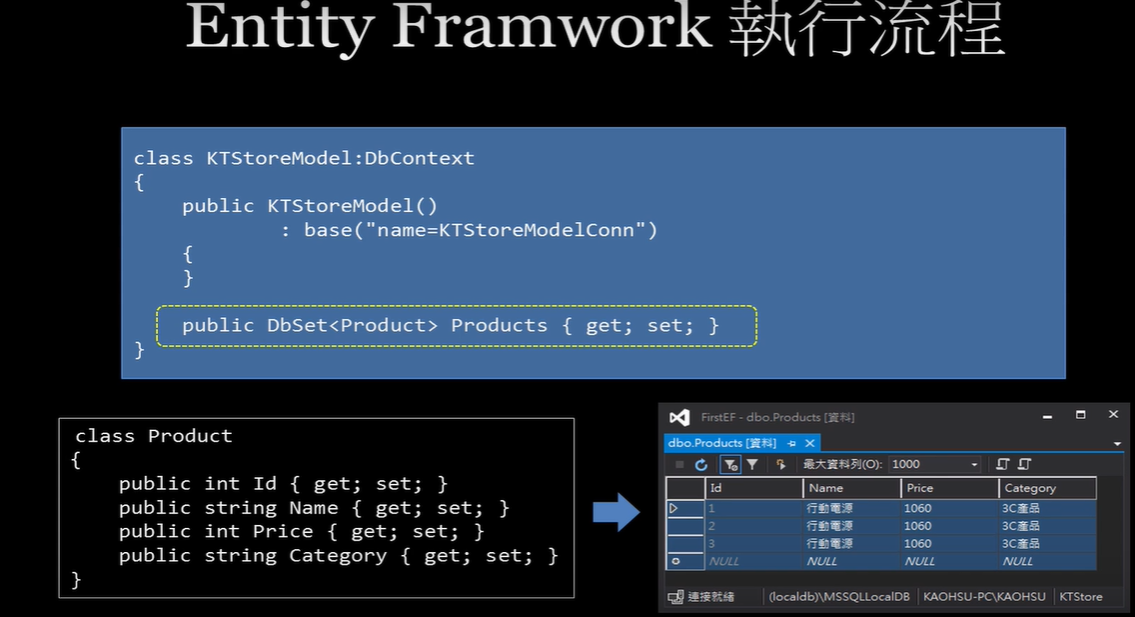 Entity Framwork 執行流程
class KTStoreModel:DbContext
{
public KTStoreModel()
: base("name=KTStoreModelConn")
{
}
public DbSet<Product> Products { get; set; }
}
class Product
{
public int Id { get; set; }
public string Name { get; set; }
public int Price { get; set; }
public string Category { get; set; }
}
FirstEF - dbo.Products [資料]
dbo.Products [資料]
最大資料列(O): 1000
Id Name Price Category
1 行動電源 1060 3C產品
2 行動電源 1060 3C產品
3 行動電源 1060 3C產品
NULL NULL NULL NULL
連接就緒 (localdb)\MSSQLLocalDB KAOHSU-PC\KAOHSU KTStore